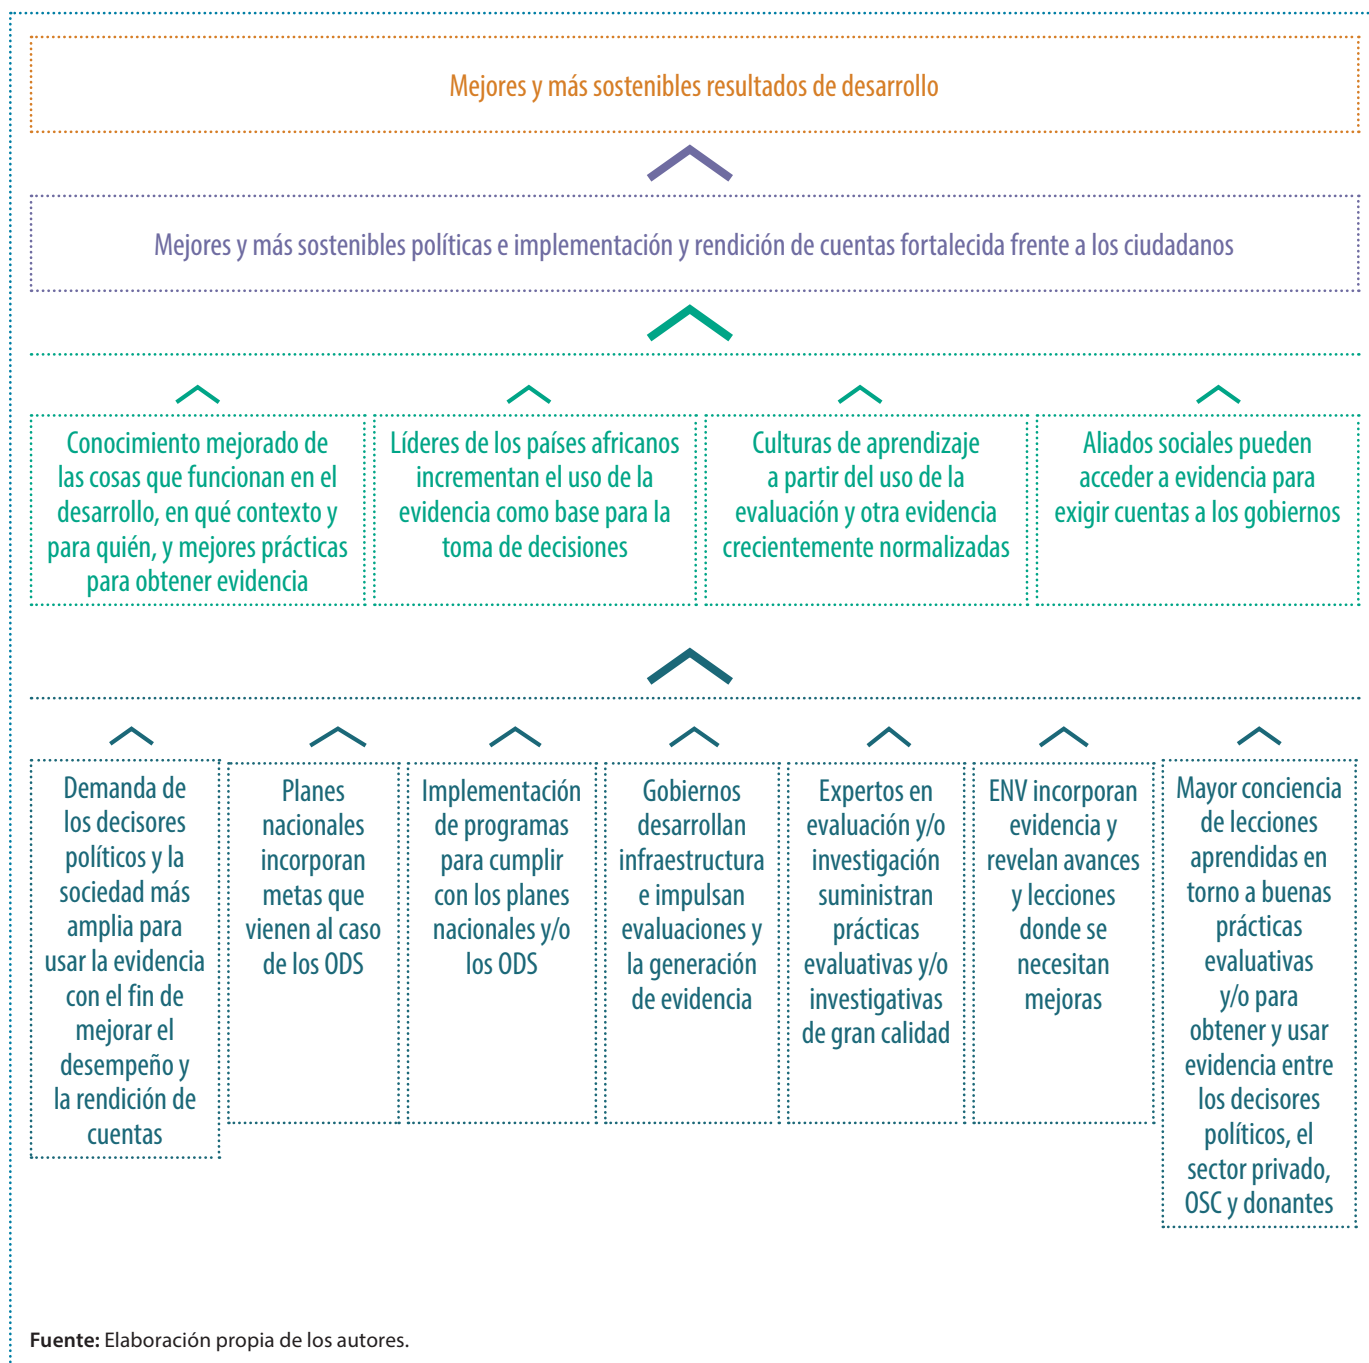 Mejores y más sostenibles resultados de desarrollo
Mejores y más sostenibles políticas e implementación y rendición de cuentas fortalecida frente a los ciudadanos
Conocimiento mejorado de
las cosas que funcionan en el
desarrollo, en qué contexto y
para quién, y mejores prácticas
para obtener evidencia
Líderes de los países africanos
incrementan el uso de la
evidencia como base para la
toma de decisiones
Culturas de aprendizaje
a partir del uso de la
evaluación y otra evidencia
crecientemente normalizadas
Aliados sociales pueden
acceder a evidencia para
exigir cuentas a los gobiernos
Demanda de
los decisores
políticos y la
sociedad más
amplia para
usar la evidencia
con el fin de
mejorar el
desempeño y
la rendición de
cuentas
Planes
nacionales
incorporan
metas que
vienen al caso
de los ODS
Implementación
de programas
para cumplir
con los planes
nacionales y/o
los ODS
Gobiernos
desarrollan
infraestructura
e impulsan
evaluaciones y
la generación
de evidencia
Expertos en
evaluación y/o
investigación
suministran
prácticas
evaluativas y/o
investigativas
de gran calidad
ENV incorporan
evidencia y
revelan avances
y lecciones
donde se
necesitan
mejoras
Mayor conciencia
de lecciones
aprendidas en
torno a buenas
prácticas
evaluativas
y/o para
obtener y usar
evidencia entre
los decisores
políticos, el
sector privado,
OSC y donantes
Fuente: Elaboración propia de los autores.